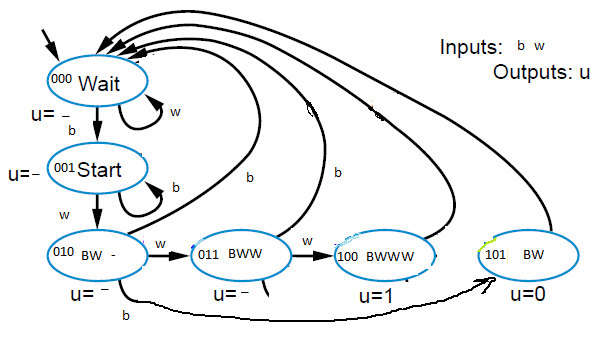 Inputs: b w
Outputs: u
000 Wait
u= –
w
b
001 Start
u= –
b
w
b
b
010 BW -
w
011 BWW
w
100 BWWW
101 BW
u= –
u= –
u=1
u=0
b